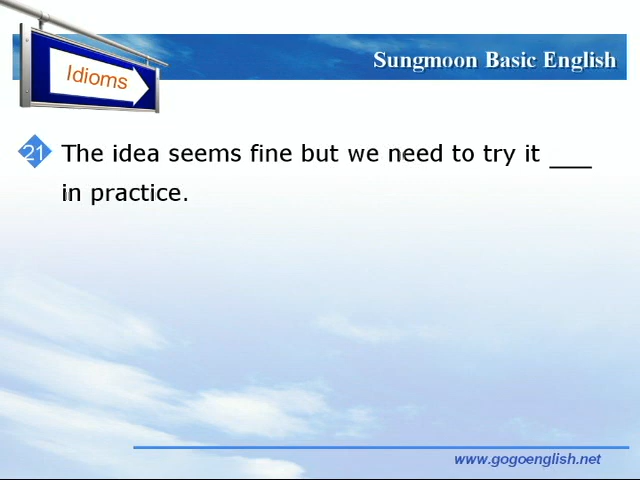 Idioms
Sungmoon Basic English
21 The idea seems fine but we need to try it ___
in practice.
www.gogoenglish.net